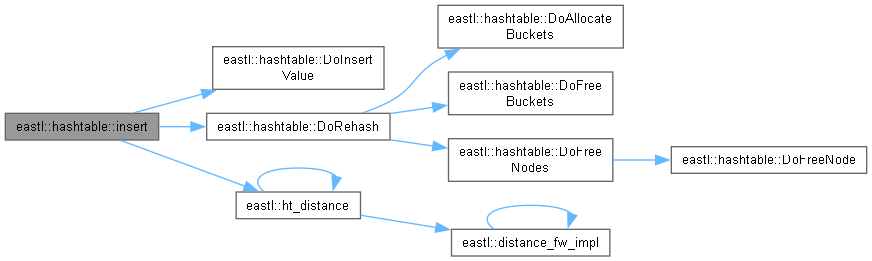 eastl::hashtable::DoAllocate
Buckets
eastl::hashtable::DoInsert
Value
eastl::hashtable::DoFree
Buckets
eastl::hashtable::insert
eastl::hashtable::DoRehash
eastl::hashtable::DoFree
Nodes
eastl::hashtable::DoFreeNode
eastl::ht_distance
eastl::distance_fw_impl